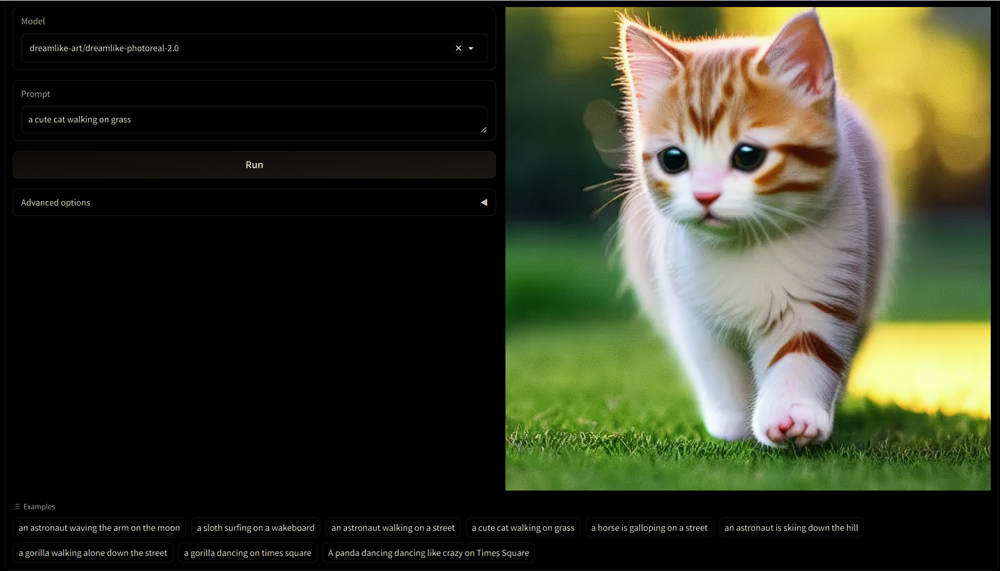 Model
dreamlike-art/dreamlike-photoreal-2.0
Prompt
a cute cat walking on grass
Run
Advanced options
Examples
an astronaut waving the arm on the moon
a sloth surfing on a wakeboard
an astronaut walking on a street
a cute cat walking on grass
a horse is galloping on a street
an astronaut is skiing down the hill
a gorilla walking alone down the street
a gorilla dancing on times square
A panda dancing dancing like crazy on Times Square